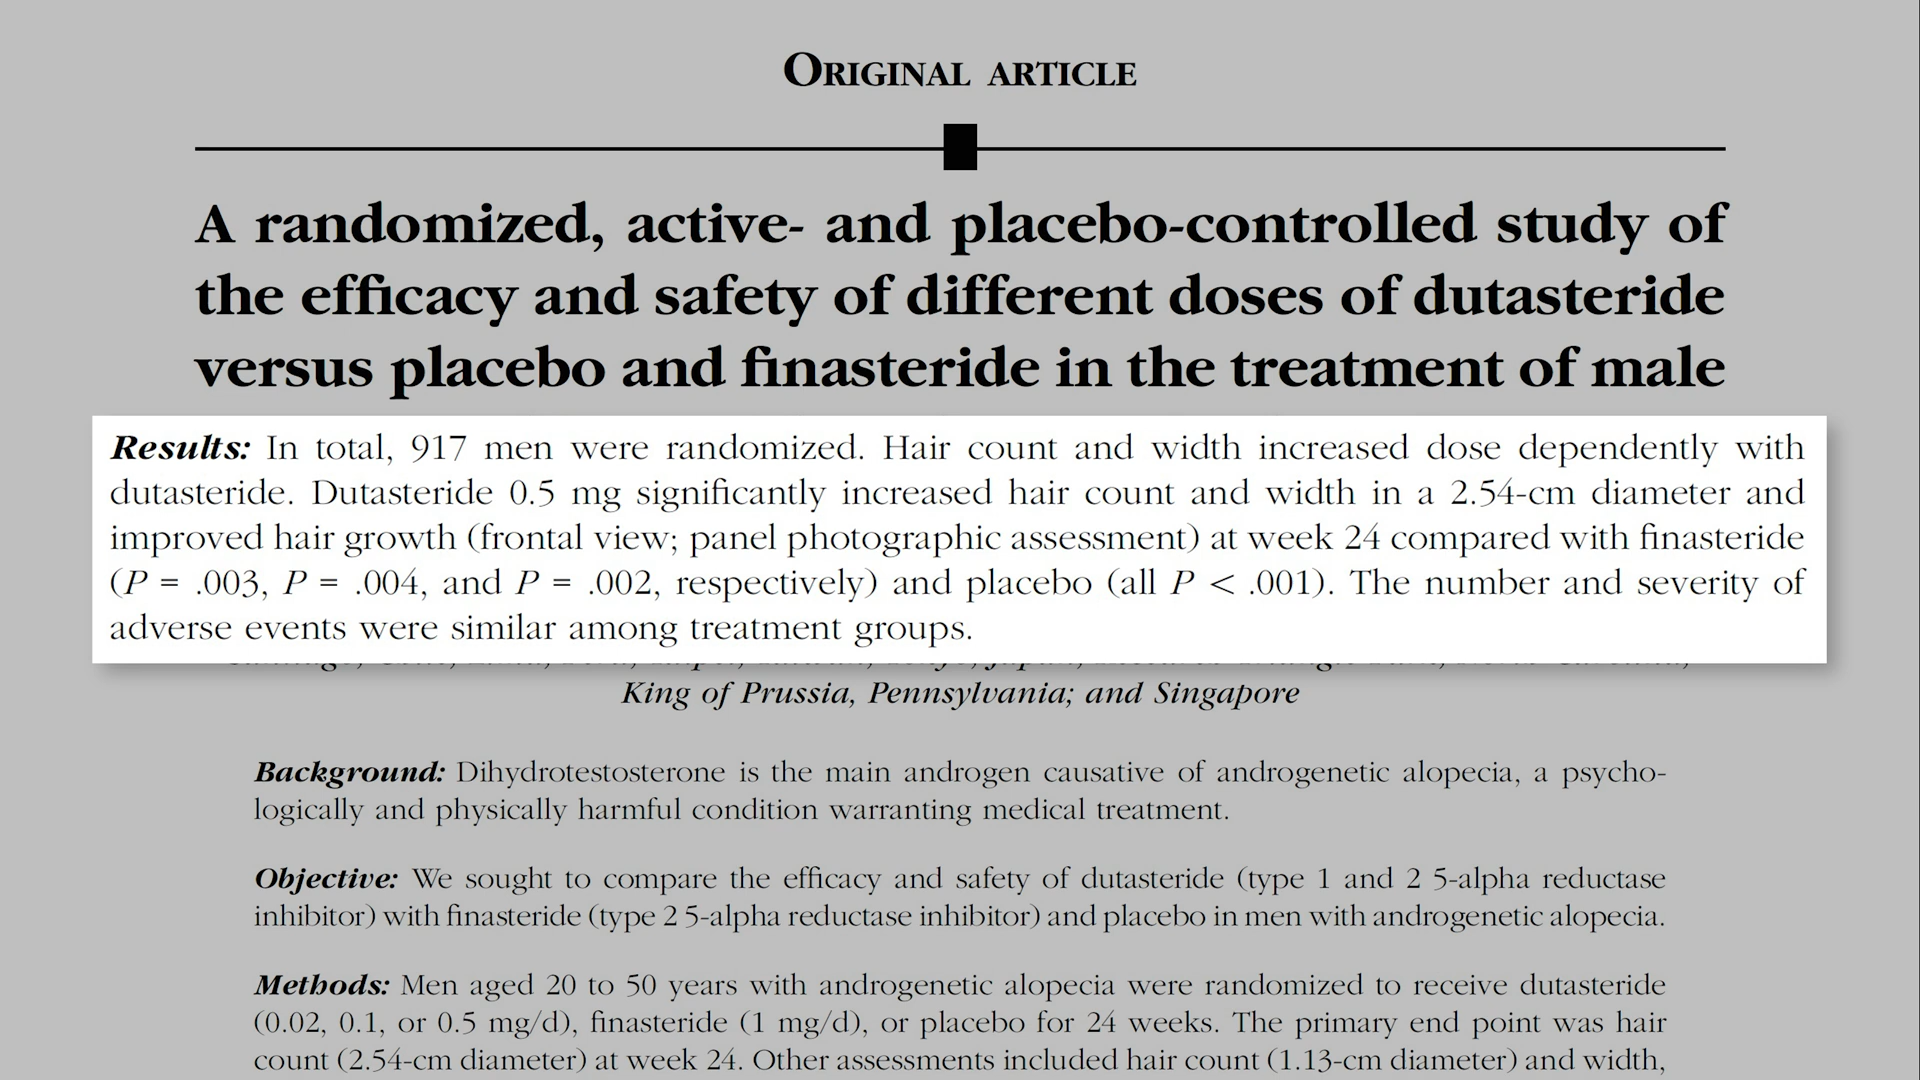 ORIGINAL ARTICLE
A randomized, active- and placebo-controlled study of
the efficacy and safety of different doses of dutasteride
versus placebo and finasteride in the treatment of male
Results: In total, 917 men were randomized. Hair count and width increased dose dependently with
dutasteride. Dutasteride 0.5 mg significantly increased hair count and width in a 2.54-cm diameter and
improved hair growth (frontal view; panel photographic assessment) at week 24 compared with finasteride
(P = .003, P = .004, and P = .002, respectively) and placebo (all P < .001). The number and severity of
adverse events were similar among treatment groups.
King of Prussia, Pennsylvania; and Singapore
Background: Dihydrotestosterone is the main androgen causative of androgenetic alopecia, a psycho-
logically and physically harmful condition warranting medical treatment.
Objective: We sought to compare the efficacy and safety of dutasteride (type 1 and 2 5-alpha reductase
inhibitor) with finasteride (type 2 5-alpha reductase inhibitor) and placebo in men with androgenetic alopecia.
Methods: Men aged 20 to 50 years with androgenetic alopecia were randomized to receive dutasteride
(0.02, 0.1, or 0.5 mg/d), finasteride (1 mg/d), or placebo for 24 weeks. The primary end point was hair
count (2.54-cm diameter) at week 24. Other assessments included hair count (1.13-cm diameter) and width,